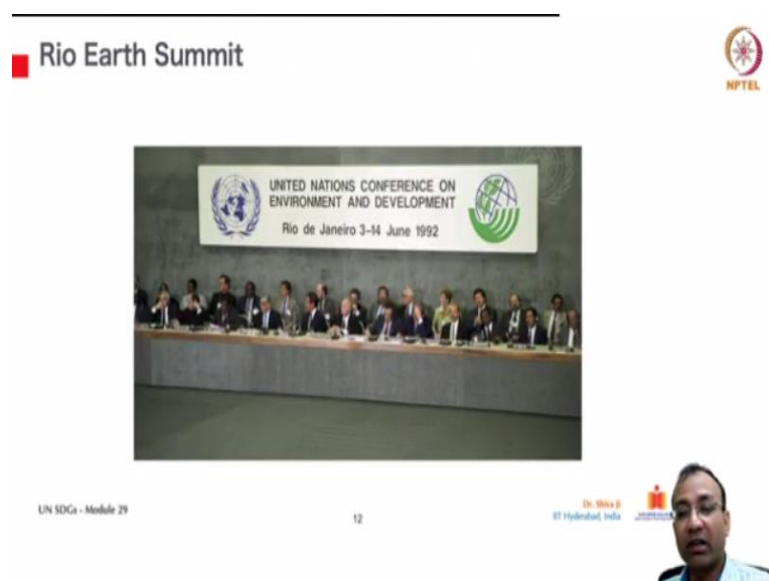 Rio Earth Summit
NPTEL
UNITED NATIONS CONFERENCE ON
ENVIRONMENT AND DEVELOPMENT
Rio de Janeiro 3-14 June 1992
UN SDGs - Module 29
12
Dr. Shiva Ji
IIT Hyderabad, India